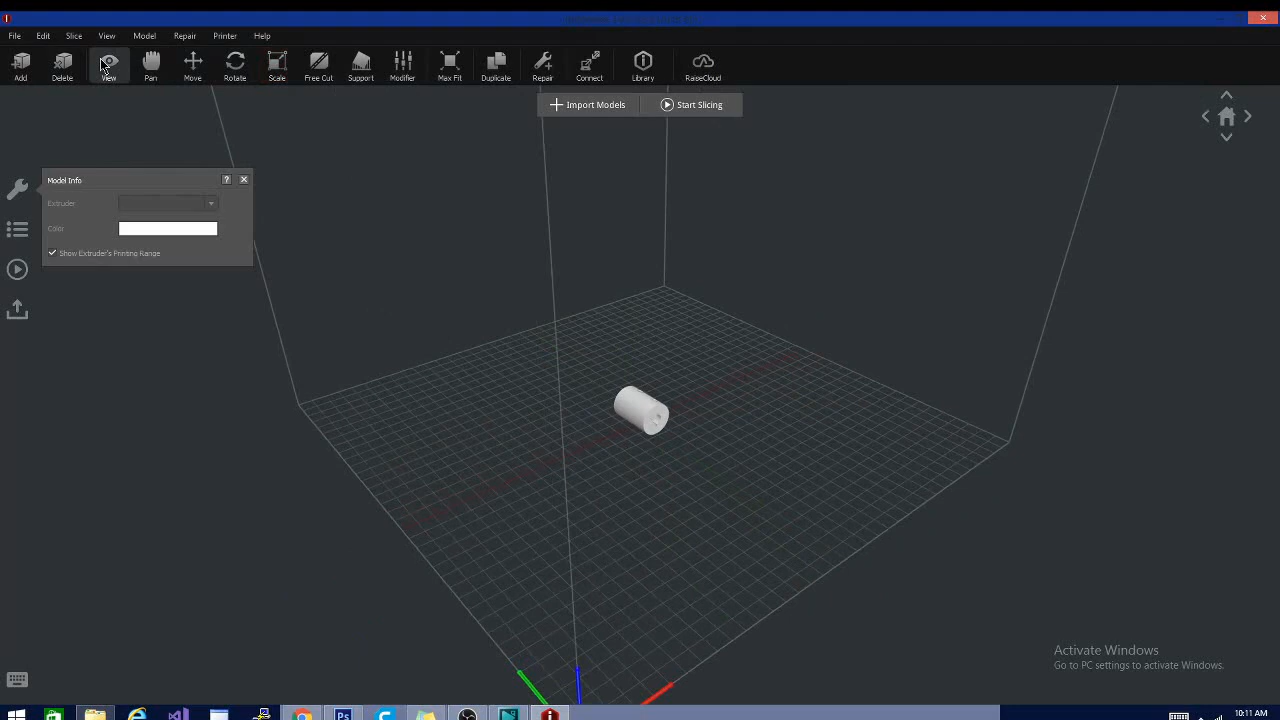 File Edit Slice View Model Repair Printer Help
Add Delete View Pan Move Rotate Scale Free Cut Support Modifier Max Fit Duplicate Repair Connect Library RaiseCloud
Import Models Start Slicing
Model Info ?
Extruder
Color
Show Extruder's Printing Range
Activate Windows
Go to PC settings to activate Windows.
Ps
10:11 AM